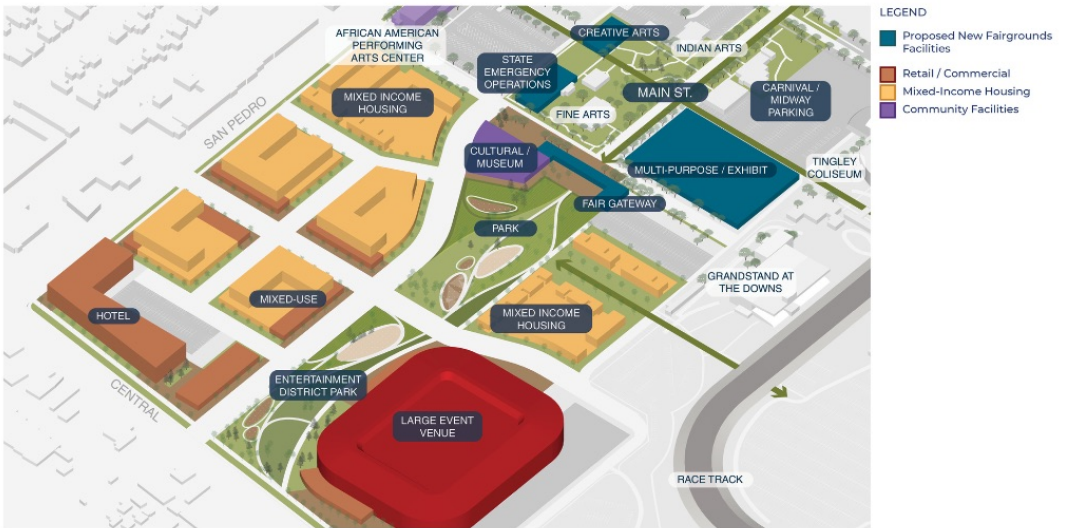 LEGEND
Proposed New Fairgrounds
Facilities
Retail / Commercial
Mixed-Income Housing
Community Facilities
AFRICAN AMERICAN
PERFORMING
ARTS CENTER
CREATIVE ARTS
INDIAN ARTS
STATE
EMERGENCY
OPERATIONS
MAIN ST.
CARNIVAL /
MIDWAY
PARKING
MIXED INCOME
HOUSING
FINE ARTS
SAN PEDRO
CULTURAL /
MUSEUM
MULTI-PURPOSE / EXHIBIT
TINGLEY
COLISEUM
FAIR GATEWAY
PARK
GRANDSTAND AT
THE DOWNS
MIXED-USE
HOTEL
MIXED INCOME
HOUSING
ENTERTAINMENT
DISTRICT PARK
CENTRAL
LARGE EVENT
VENUE
RACE TRACK